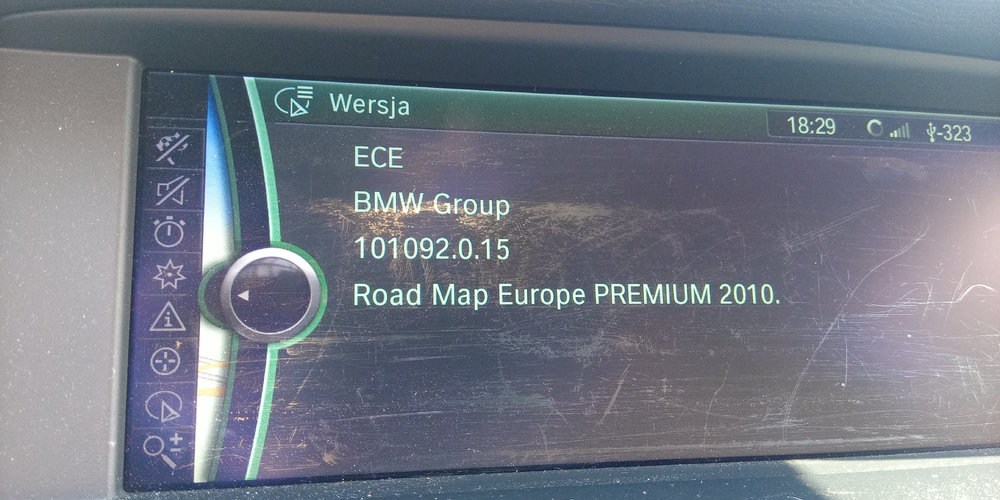 Wersja
18:29
-323
ECE
BMW Group
101092.0.15
Road Map Europe PREMIUM 2010.